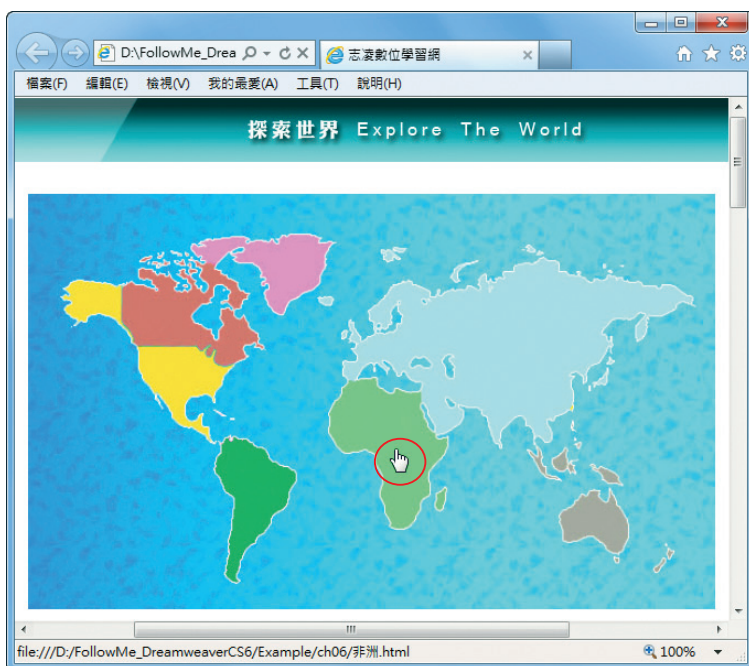 D:\FollowMe_Drea
志凌數位學習網
檔案(F) 編輯(E) 檢視(V) 我的最愛(A) 工具(T) 說明(H)
探索世界 Explore The World
file:///D:/FollowMe_DreamweaverCS6/Example/ch06/非洲.html
100%